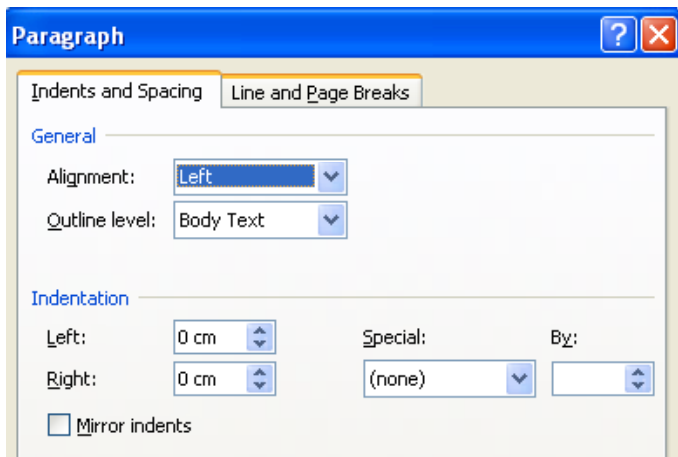 Paragraph
Indents and Spacing Line and Page Breaks
General
Alignment: Left
Outline level: Body Text
Indentation
Left: 0 cm Special: By:
Right: 0 cm (none)
Mirror indents